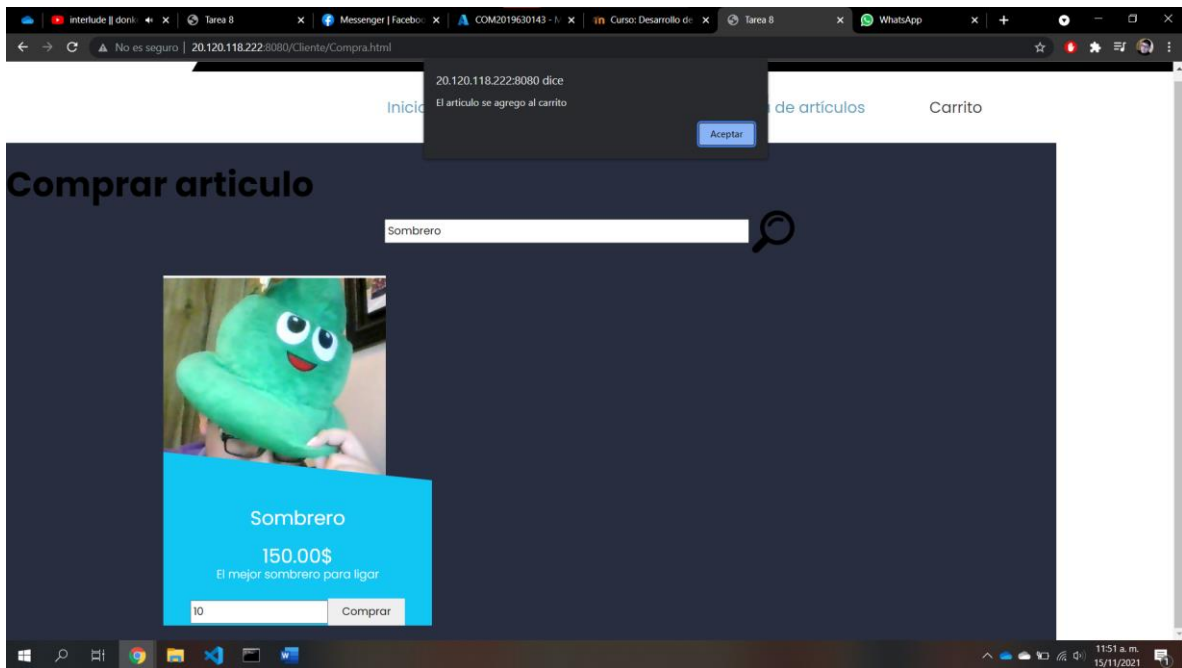 interlude || donk
Tarea 8
Messenger | Faceboo
COM2019630143 - M
Curso: Desarrollo de
Tarea 8
WhatsApp
No es seguro | 20.120.118.222:8080/Cliente/Compra.html
20.120.118.222:8080 dice
El articulo se agrego al carrito
Aceptar
Inicio
de artículos
Carrito
Comprar articulo
Sombrero
Sombrero
150.00$
El mejor sombrero para ligar
10
Comprar
11:51 a. m.
15/11/2021